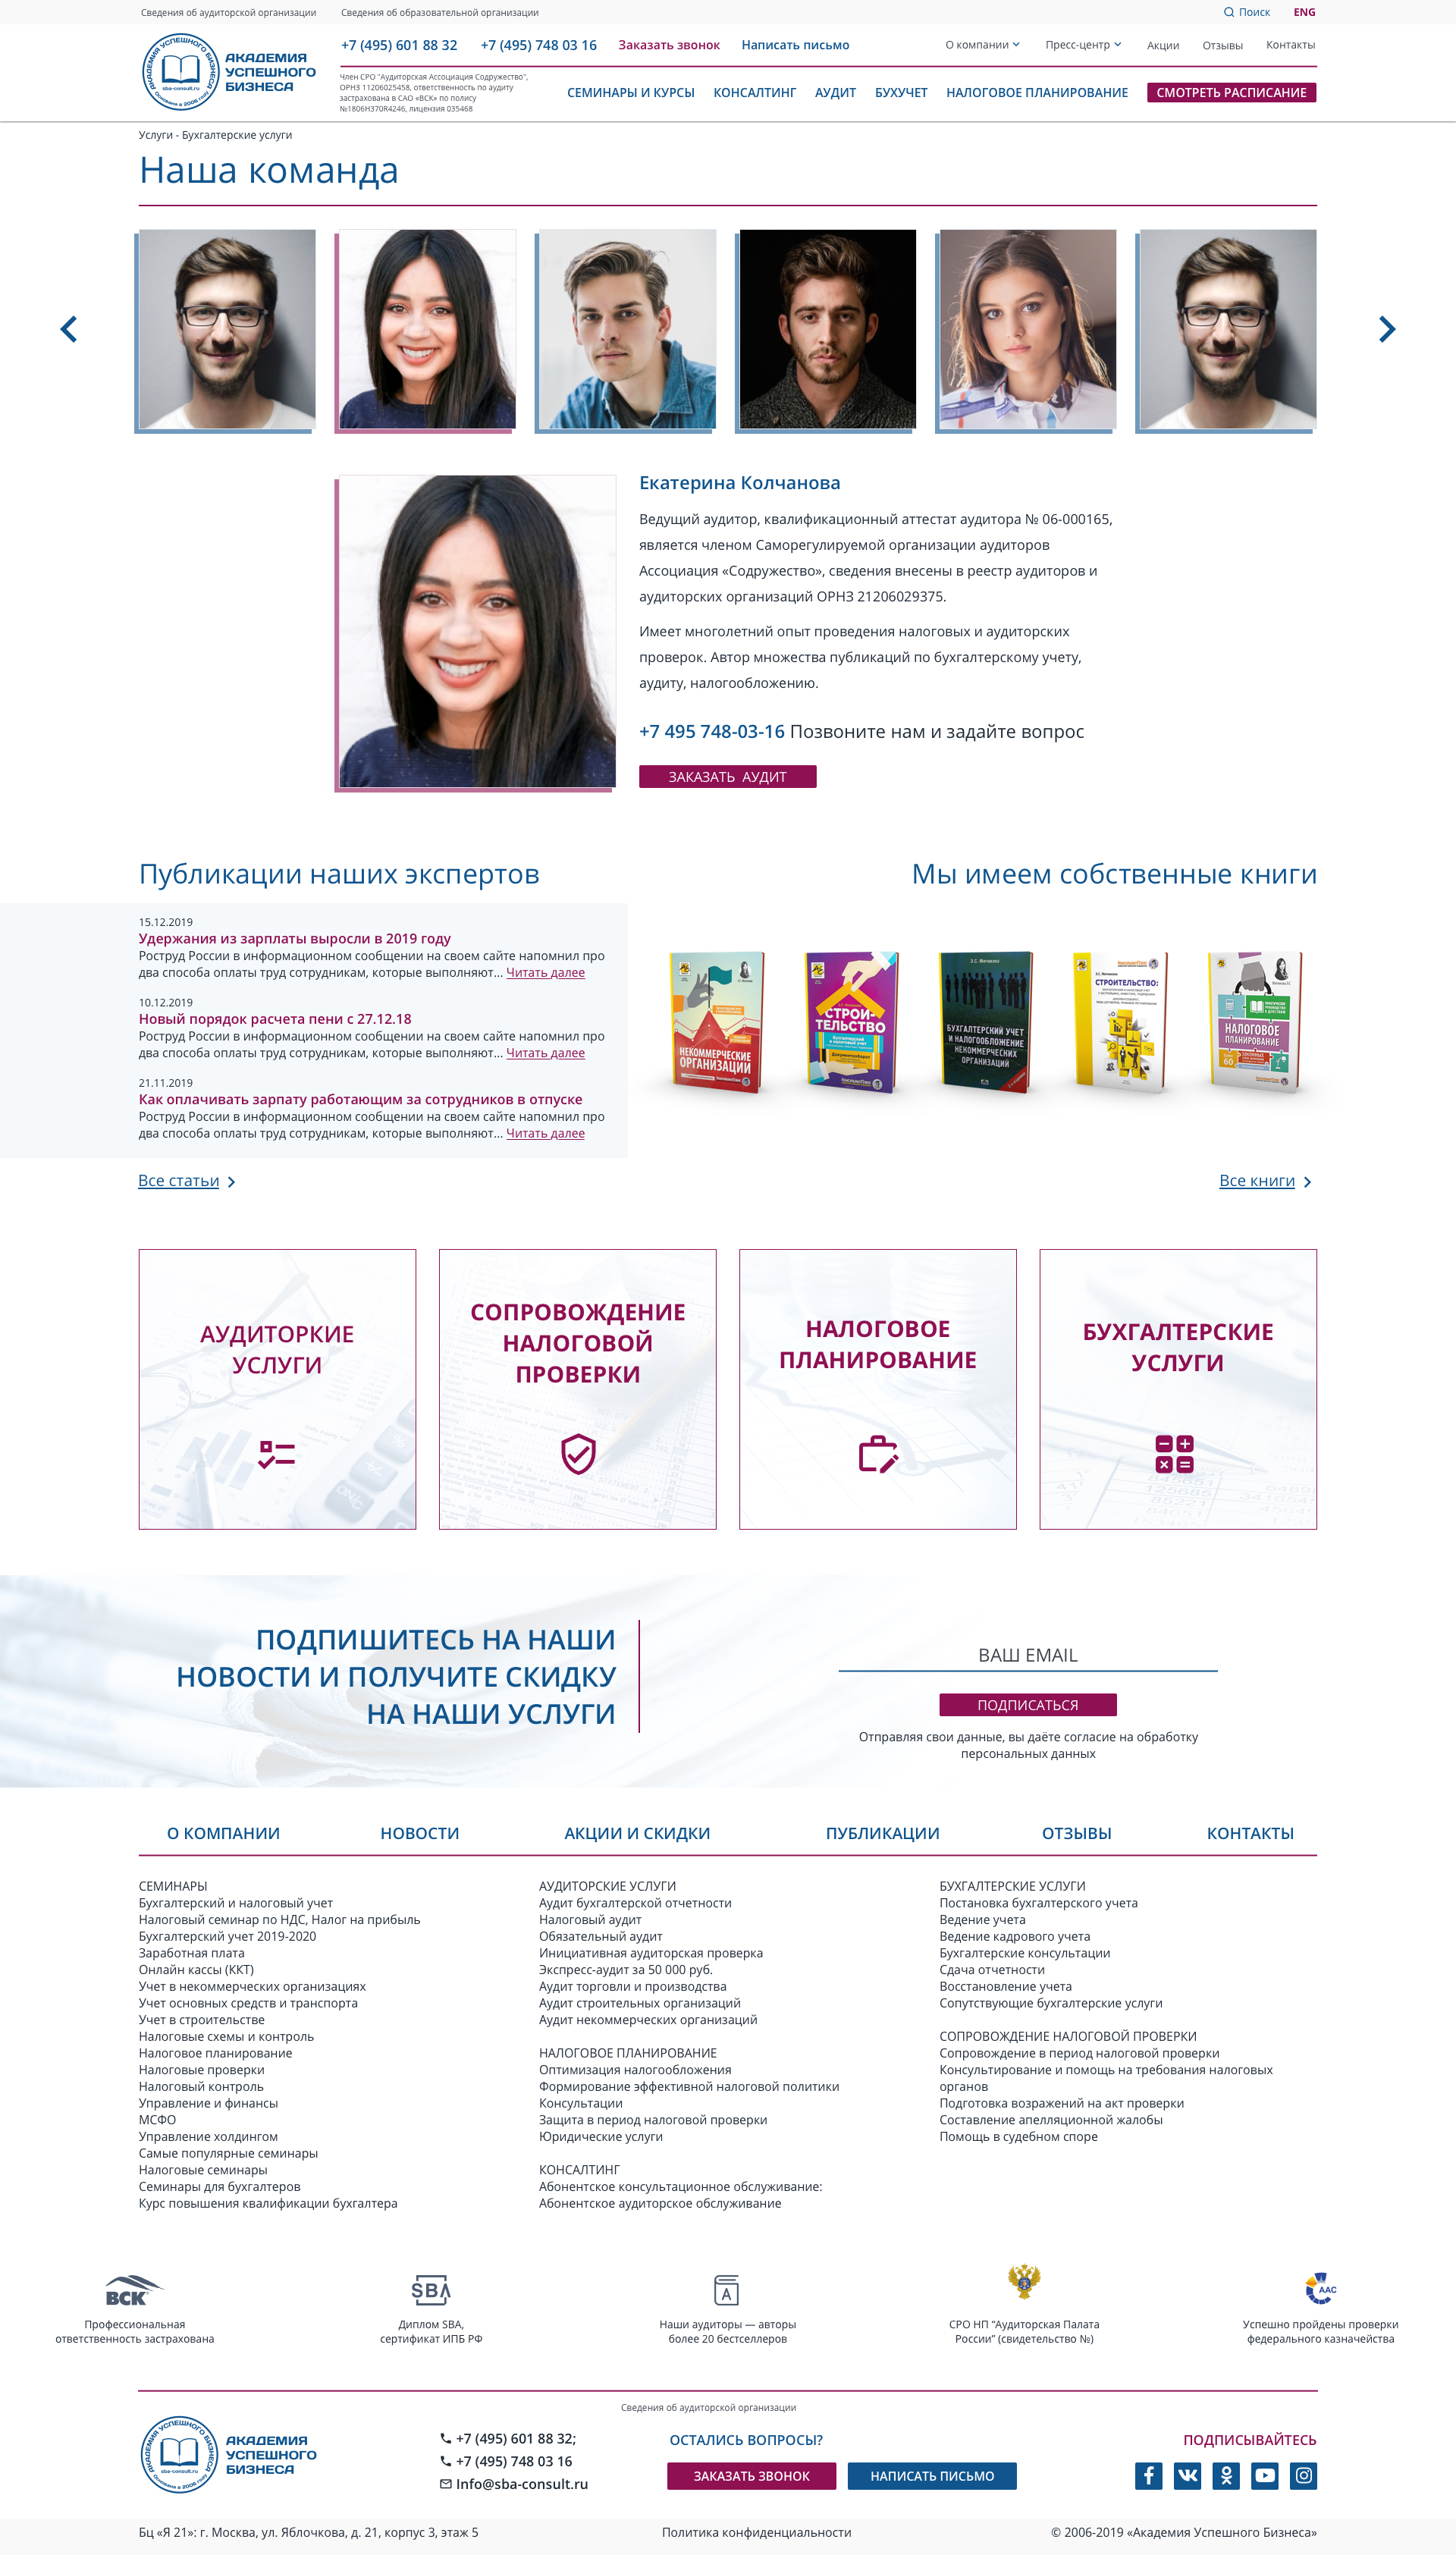 Сведения об аудиторской организации
Сведения об образовательной организации
Поиск
ENG
АКАДЕМИЯ
УСПЕШНОГО
БИЗНЕСА
АКАДЕМИЯ УСПЕШНОГО БИЗНЕСА
sba-consult.ru
Основана в 2006 году
+7 (495) 601 88 32
+7 (495) 748 03 16
Заказать звонок
Написать письмо
О компании
Пресс-центр
Акции
Отзывы
Контакты
Член СРО "Аудиторская Ассоциация Содружество",
ОРНЗ 11206025458, ответственность по аудиту
застрахована в САО «ВСК» по полису
№1806Н370R4246, лицензия 035468
СЕМИНАРЫ И КУРСЫ
КОНСАЛТИНГ
АУДИТ
БУХУЧЕТ
НАЛОГОВОЕ ПЛАНИРОВАНИЕ
СМОТРЕТЬ РАСПИСАНИЕ
Услуги - Бухгалтерские услуги
Наша команда
Екатерина Колчанова
Ведущий аудитор, квалификационный аттестат аудитора № 06-000165,
является членом Саморегулируемой организации аудиторов
Ассоциация «Содружество», сведения внесены в реестр аудиторов и
аудиторских организаций ОРНЗ 21206029375.
Имеет многолетний опыт проведения налоговых и аудиторских
проверок. Автор множества публикаций по бухгалтерскому учету,
аудиту, налогообложению.
+7 495 748-03-16 Позвоните нам и задайте вопрос
ЗАКАЗАТЬ АУДИТ
Публикации наших экспертов
Мы имеем собственные книги
15.12.2019
Удержания из зарплаты выросли в 2019 году
Роструд России в информационном сообщении на своем сайте напомнил про
два способа оплаты труд сотрудникам, которые выполняют... Читать далее
10.12.2019
Новый порядок расчета пени с 27.12.18
Роструд России в информационном сообщении на своем сайте напомнил про
два способа оплаты труд сотрудникам, которые выполняют... Читать далее
21.11.2019
Как оплачивать зарпату работающим за сотрудников в отпуске
Роструд России в информационном сообщении на своем сайте напомнил про
два способа оплаты труд сотрудникам, которые выполняют... Читать далее
НЕКОММЕРЧЕСКИЕ
ОРГАНИЗАЦИИ
СТРОИ-
ТЕЛЬСТВО
БУХГАЛТЕРСКИЙ УЧЕТ
И НАЛОГООБЛОЖЕНИЕ
НЕКОММЕРЧЕСКИХ
ОРГАНИЗАЦИЙ
СТРОИТЕЛЬСТВО:
НАЛОГОВОЕ
ПЛАНИРОВАНИЕ
60
Все статьи
Все книги
АУДИТОРКИЕ
УСЛУГИ
СОПРОВОЖДЕНИЕ
НАЛОГОВОЙ
ПРОВЕРКИ
НАЛОГОВОЕ
ПЛАНИРОВАНИЕ
БУХГАЛТЕРСКИЕ
УСЛУГИ
ПОДПИШИТЕСЬ НА НАШИ
НОВОСТИ И ПОЛУЧИТЕ СКИДКУ
НА НАШИ УСЛУГИ
ВАШ EMAIL
ПОДПИСАТЬСЯ
Отправляя свои данные, вы даёте согласие на обработку
персональных данных
О КОМПАНИИ
НОВОСТИ
АКЦИИ И СКИДКИ
ПУБЛИКАЦИИ
ОТЗЫВЫ
КОНТАКТЫ
СЕМИНАРЫ
Бухгалтерский и налоговый учет
Налоговый семинар по НДС, Налог на прибыль
Бухгалтерский учет 2019-2020
Заработная плата
Онлайн кассы (ККТ)
Учет в некоммерческих организациях
Учет основных средств и транспорта
Учет в строительстве
Налоговые схемы и контроль
Налоговое планирование
Налоговые проверки
Налоговый контроль
Управление и финансы
МСФО
Управление холдингом
Самые популярные семинары
Налоговые семинары
Семинары для бухгалтеров
Курс повышения квалификации бухгалтера
АУДИТОРСКИЕ УСЛУГИ
Аудит бухгалтерской отчетности
Налоговый аудит
Обязательный аудит
Инициативная аудиторская проверка
Экспресс-аудит за 50 000 руб.
Аудит торговли и производства
Аудит строительных организаций
Аудит некоммерческих организаций
НАЛОГОВОЕ ПЛАНИРОВАНИЕ
Оптимизация налогообложения
Формирование эффективной налоговой политики
Консультации
Защита в период налоговой проверки
Юридические услуги
КОНСАЛТИНГ
Абонентское консультационное обслуживание:
Абонентское аудиторское обслуживание
БУХГАЛТЕРСКИЕ УСЛУГИ
Постановка бухгалтерского учета
Ведение учета
Ведение кадрового учета
Бухгалтерские консультации
Сдача отчетности
Восстановление учета
Сопутствующие бухгалтерские услуги
СОПРОВОЖДЕНИЕ НАЛОГОВОЙ ПРОВЕРКИ
Сопровождение в период налоговой проверки
Консультирование и помощь на требования налоговых
органов
Подготовка возражений на акт проверки
Составление апелляционной жалобы
Помощь в судебном споре
ВСК
Профессиональная
ответственность застрахована
SBA
Диплом SBA,
сертификат ИПБ РФ
А
Наши аудиторы — авторы
более 20 бестселлеров
СРО НП “Аудиторская Палата
России” (свидетельство №)
ААС
Успешно пройдены проверки
федерального казначейства
Сведения об аудиторской организации
АКАДЕМИЯ
УСПЕШНОГО
БИЗНЕСА
АКАДЕМИЯ УСПЕШНОГО БИЗНЕСА
sba-consult.ru
Основана в 2006 году
+7 (495) 601 88 32;
+7 (495) 748 03 16
Info@sba-consult.ru
ОСТАЛИСЬ ВОПРОСЫ?
ЗАКАЗАТЬ ЗВОНОК
НАПИСАТЬ ПИСЬМО
ПОДПИСЫВАЙТЕСЬ
Бц «Я 21»: г. Москва, ул. Яблочкова, д. 21, корпус 3, этаж 5
Политика конфиденциальности
© 2006-2019 «Академия Успешного Бизнеса»